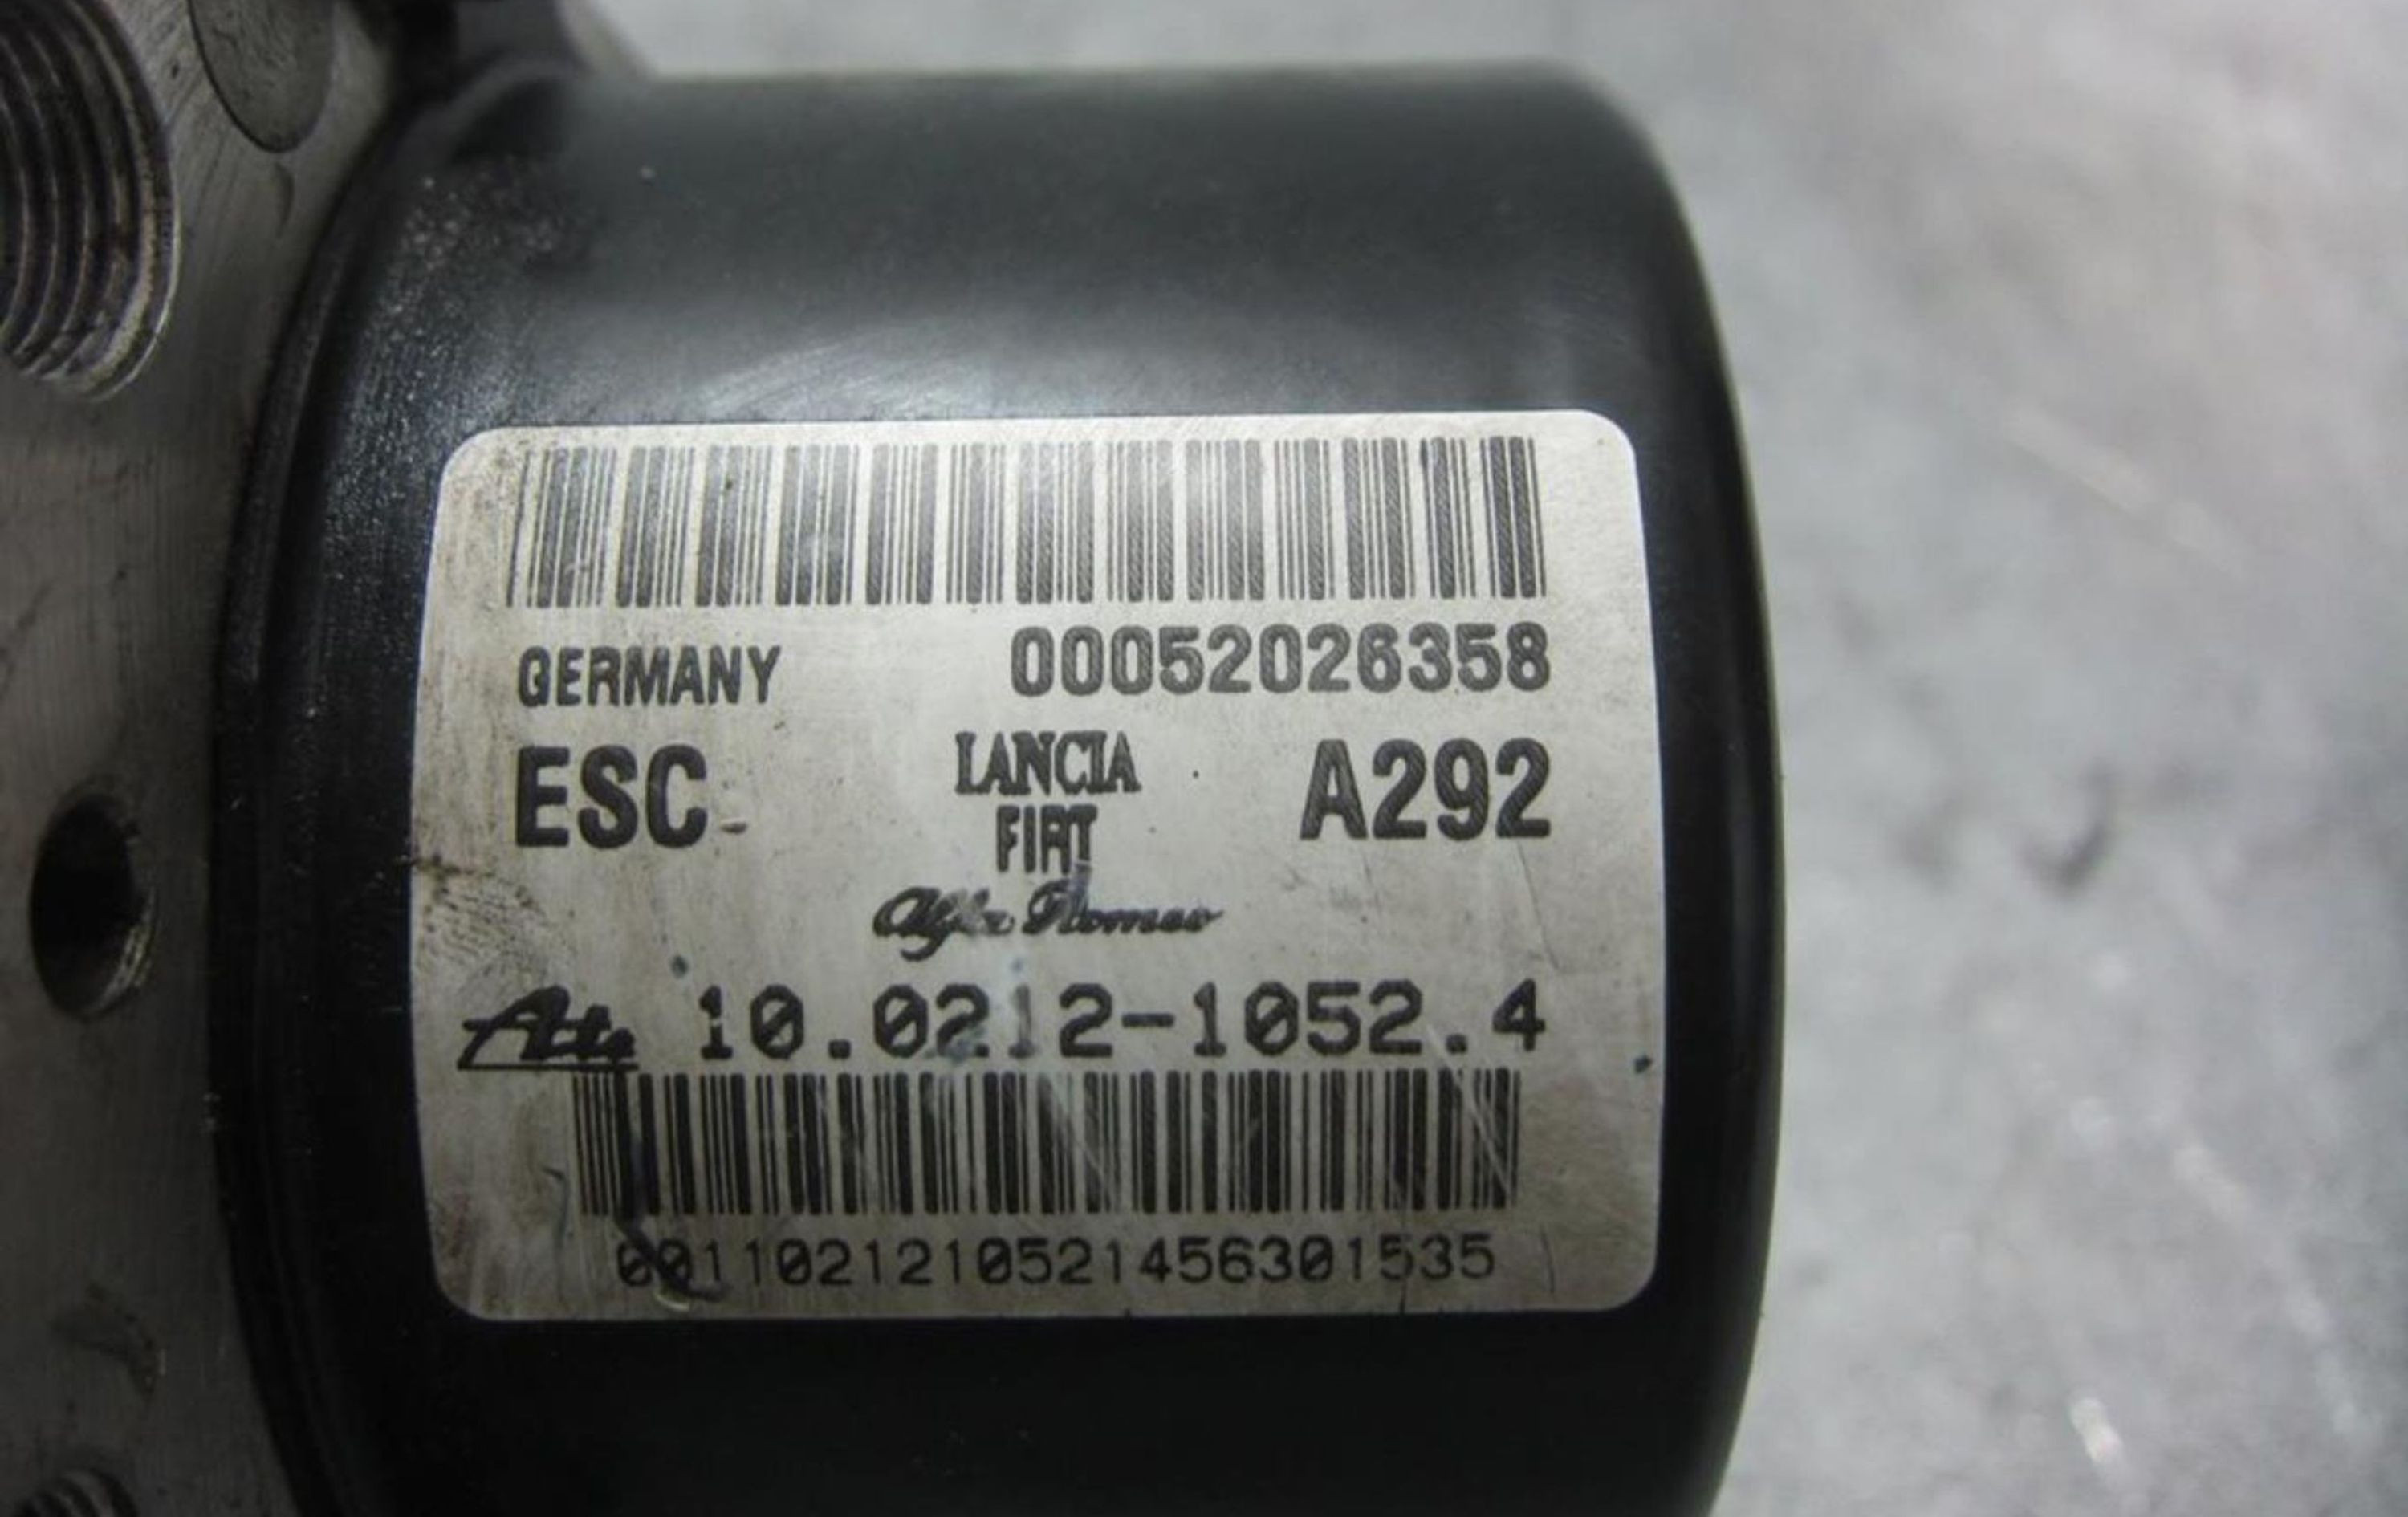 GERMANY 00052026358
ESC LANCIA A292
FIAT
Alfa Romeo
Ate 10.0212-1052.4
00110212105214563015​35